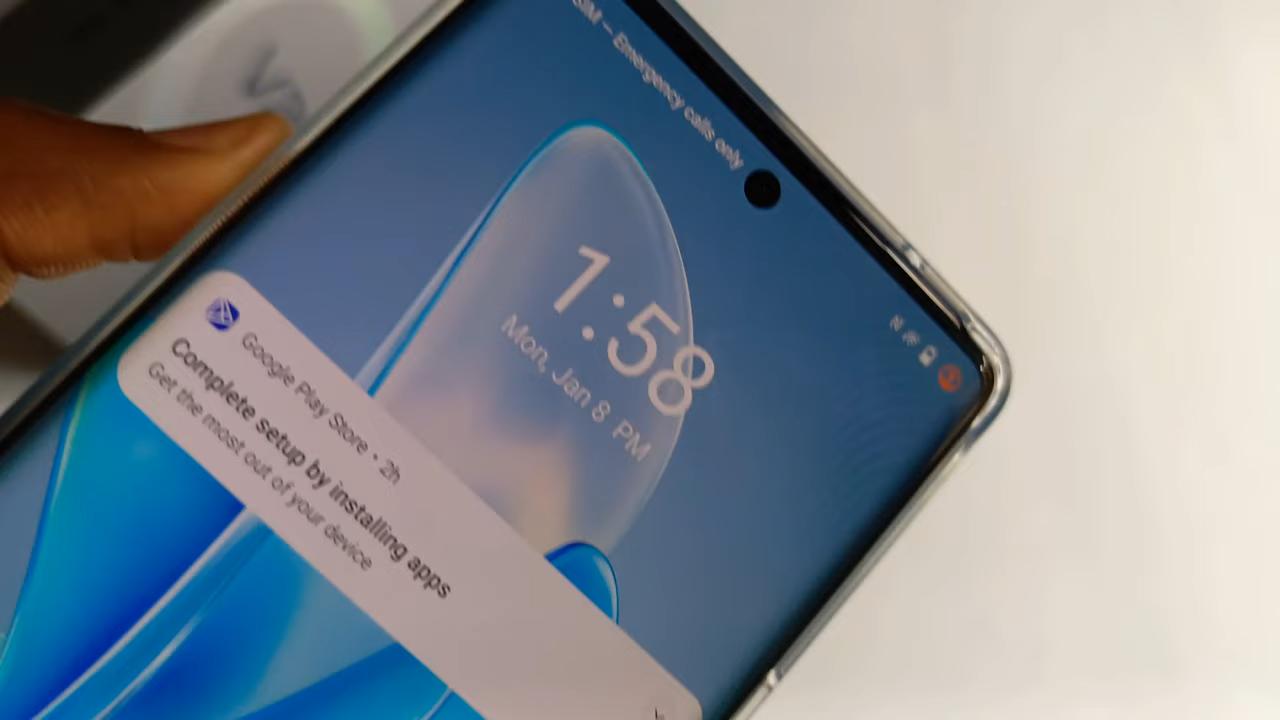 SIM – Emergency calls only
1:58
Mon, Jan 8 PM
Google Play Store • 2h
Complete setup by installing apps
Get the most out of your device